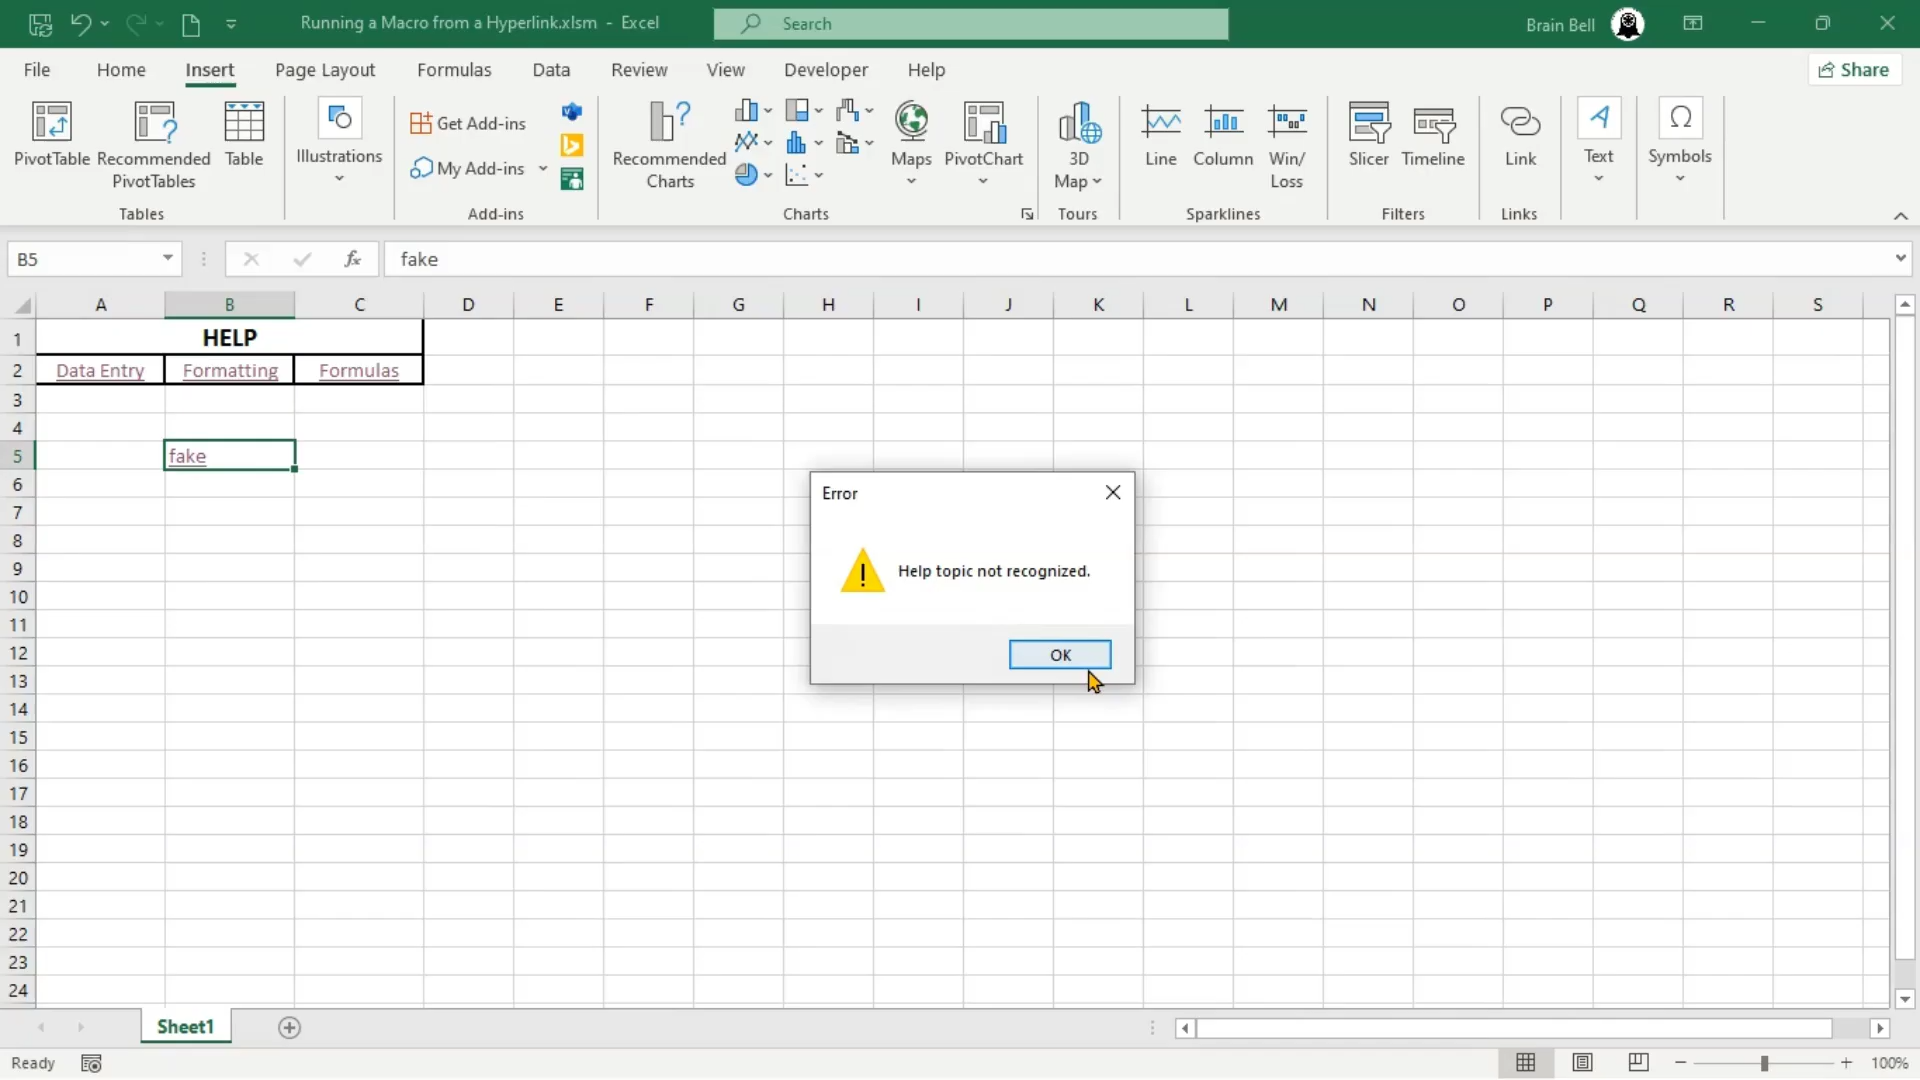 Running a Macro from a Hyperlink.xlsm - Excel
Search
Brain Bell
File Home Insert Page Layout Formulas Data Review View Developer Help
Share
PivotTable
Recommended
PivotTables
Table
Tables
Illustrations
Get Add-ins
My Add-ins
Add-ins
Recommended
Charts
Maps
PivotChart
Charts
3D
Map
Tours
Line
Column
Win/
Loss
Sparklines
Slicer
Timeline
Filters
Link
Links
Text
Symbols
B5
fx
fake
A B C D E F G H I J K L M N O P Q R S
1 HELP
2 Data Entry Formatting Formulas
3
4
5 fake
6
7
8
9
10
11
12
13
14
15
16
17
18
19
20
21
22
23
24
Error
Help topic not recognized.
OK
Sheet1
Ready
100%